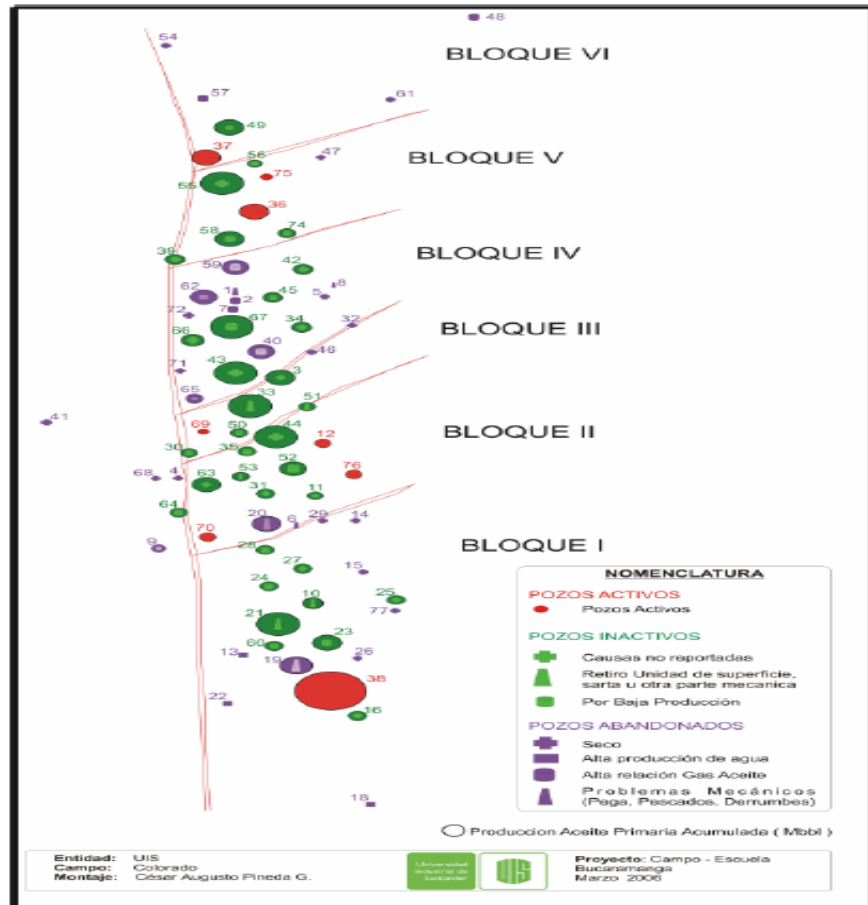 48
54
BLOQUE VI
57
61
49
37
56
47
BLOQUE V
75
55
36
58
74
39
BLOQUE IV
59
42
62
1
8
2
45
5
7
72
67
34
32
BLOQUE III
66
40
46
71
43
3
65
33
51
41
69
50
44
12
BLOQUE II
30
35
52
76
68
4
63
53
31
11
64
20
6
29
14
70
9
28
BLOQUE I
27
15
24
10
25
77
21
23
60
13
19
26
38
22
16
18
NOMENCLATURA
POZOS ACTIVOS
Pozos Activos
POZOS INACTIVOS
Causas no reportadas
Retiro Unidad de superficie,
sarta u otra parte mecanica
Por Baja Producción
POZOS ABANDONADOS
Seco
Alta producción de agua
Alta relación Gas Aceite
Problemas Mecánicos
(Pega, Pescados, Derrumbes)
Produccion Aceite Primaria Acumulada ( Mbbl )
Entidad: UIS
Campo: Colorado
Montaje: César Augusto Pineda G.
Universidad
Industrial de
Santander
UIS
Proyecto: Campo - Escuela
Bucaramanga
Marzo 2006